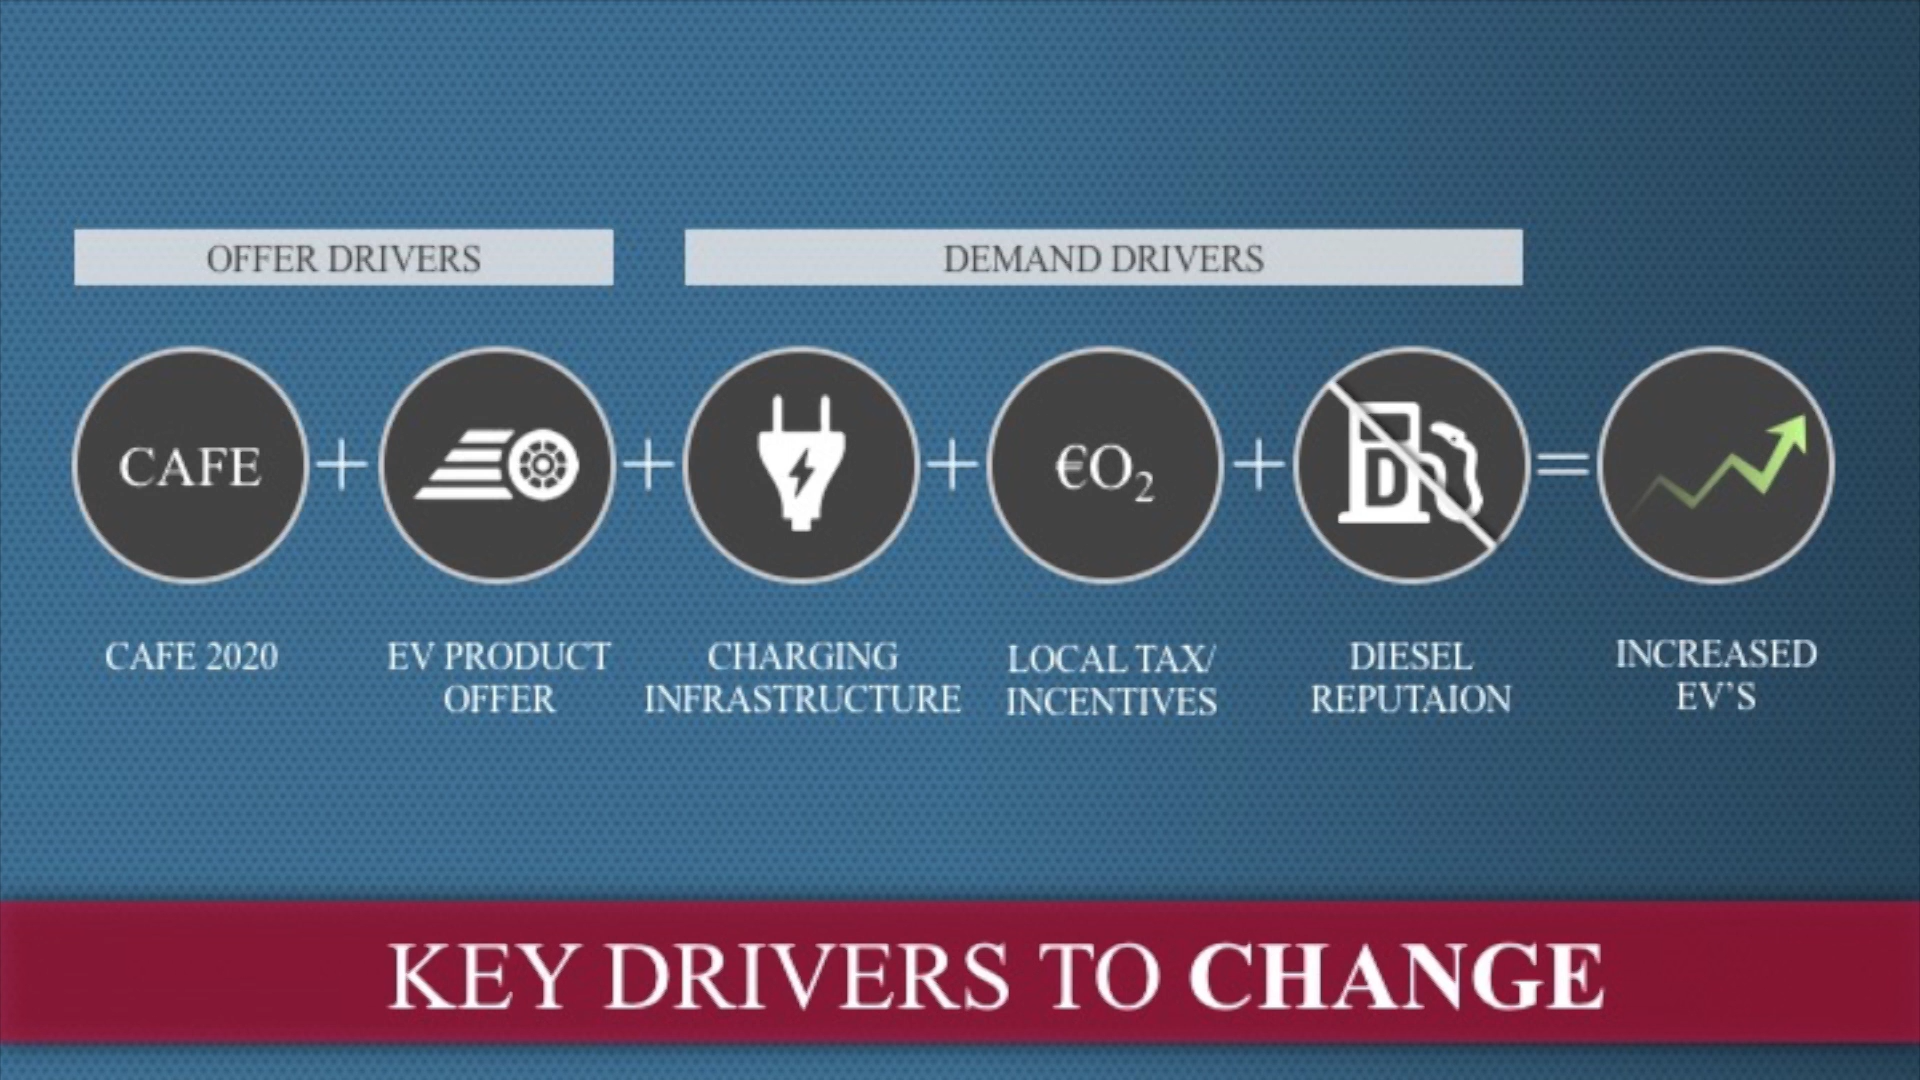 OFFER DRIVERS
DEMAND DRIVERS
CAFE
€O₂
D
CAFE 2020
EV PRODUCT
OFFER
CHARGING
INFRASTRUCTURE
LOCAL TAX/
INCENTIVES
DIESEL
REPUTAION
INCREASED
EV'S
KEY DRIVERS TO CHANGE